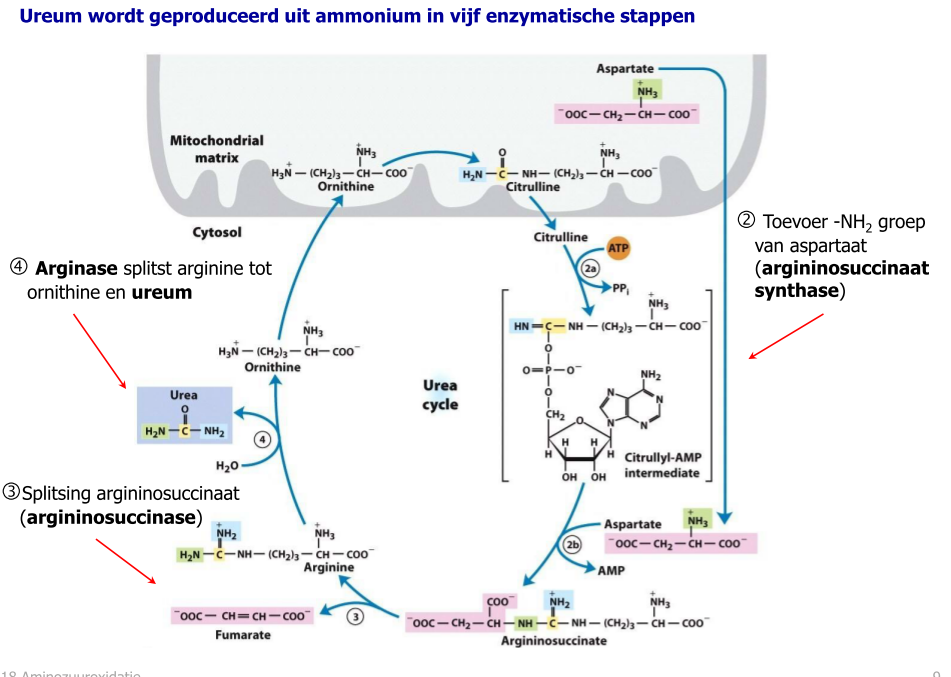 Ureum wordt geproduceerd uit ammonium in vijf enzymatische stappen
Aspartate
+
NH3
−OOC — CH2 — CH — COO−
Mitochondrial
matrix
+
NH3
H3N+ — (CH2)3 — CH — COO−
Ornithine
O
+
NH3
H2N — C — NH — (CH2)3 — CH — COO−
Citrulline
Cytosol
Citrulline
ATP
2a
PPi
② Toevoer -NH2 groep
van aspartaat
(argininosuccinaat
synthase)
④ Arginase splitst arginine tot
ornithine en ureum
+
NH3
HN = C — NH — (CH2)3 — CH — COO−
O
O = P — O−
O
CH2
O
H H H H
OH OH
NH2
N N
N N
Citrullyl-AMP
intermediate
+
NH3
H3N+ — (CH2)3 — CH — COO−
Ornithine
Urea
cycle
Urea
O
H2N — C — NH2
4
H2O
③Splitsing argininosuccinaat
(argininosuccinase)
+
NH2
+
NH3
H2N — C — NH — (CH2)3 — CH — COO−
Arginine
Aspartate
+
NH3
−OOC — CH2 — CH — COO−
2b
AMP
3
−OOC — CH = CH — COO−
Fumarate
COO−
+
NH2
+
NH3
−OOC — CH2 — CH — NH — C — NH — (CH2)3 — CH — COO−
Argininosuccinate
18 Aminozuuroxidatie
9